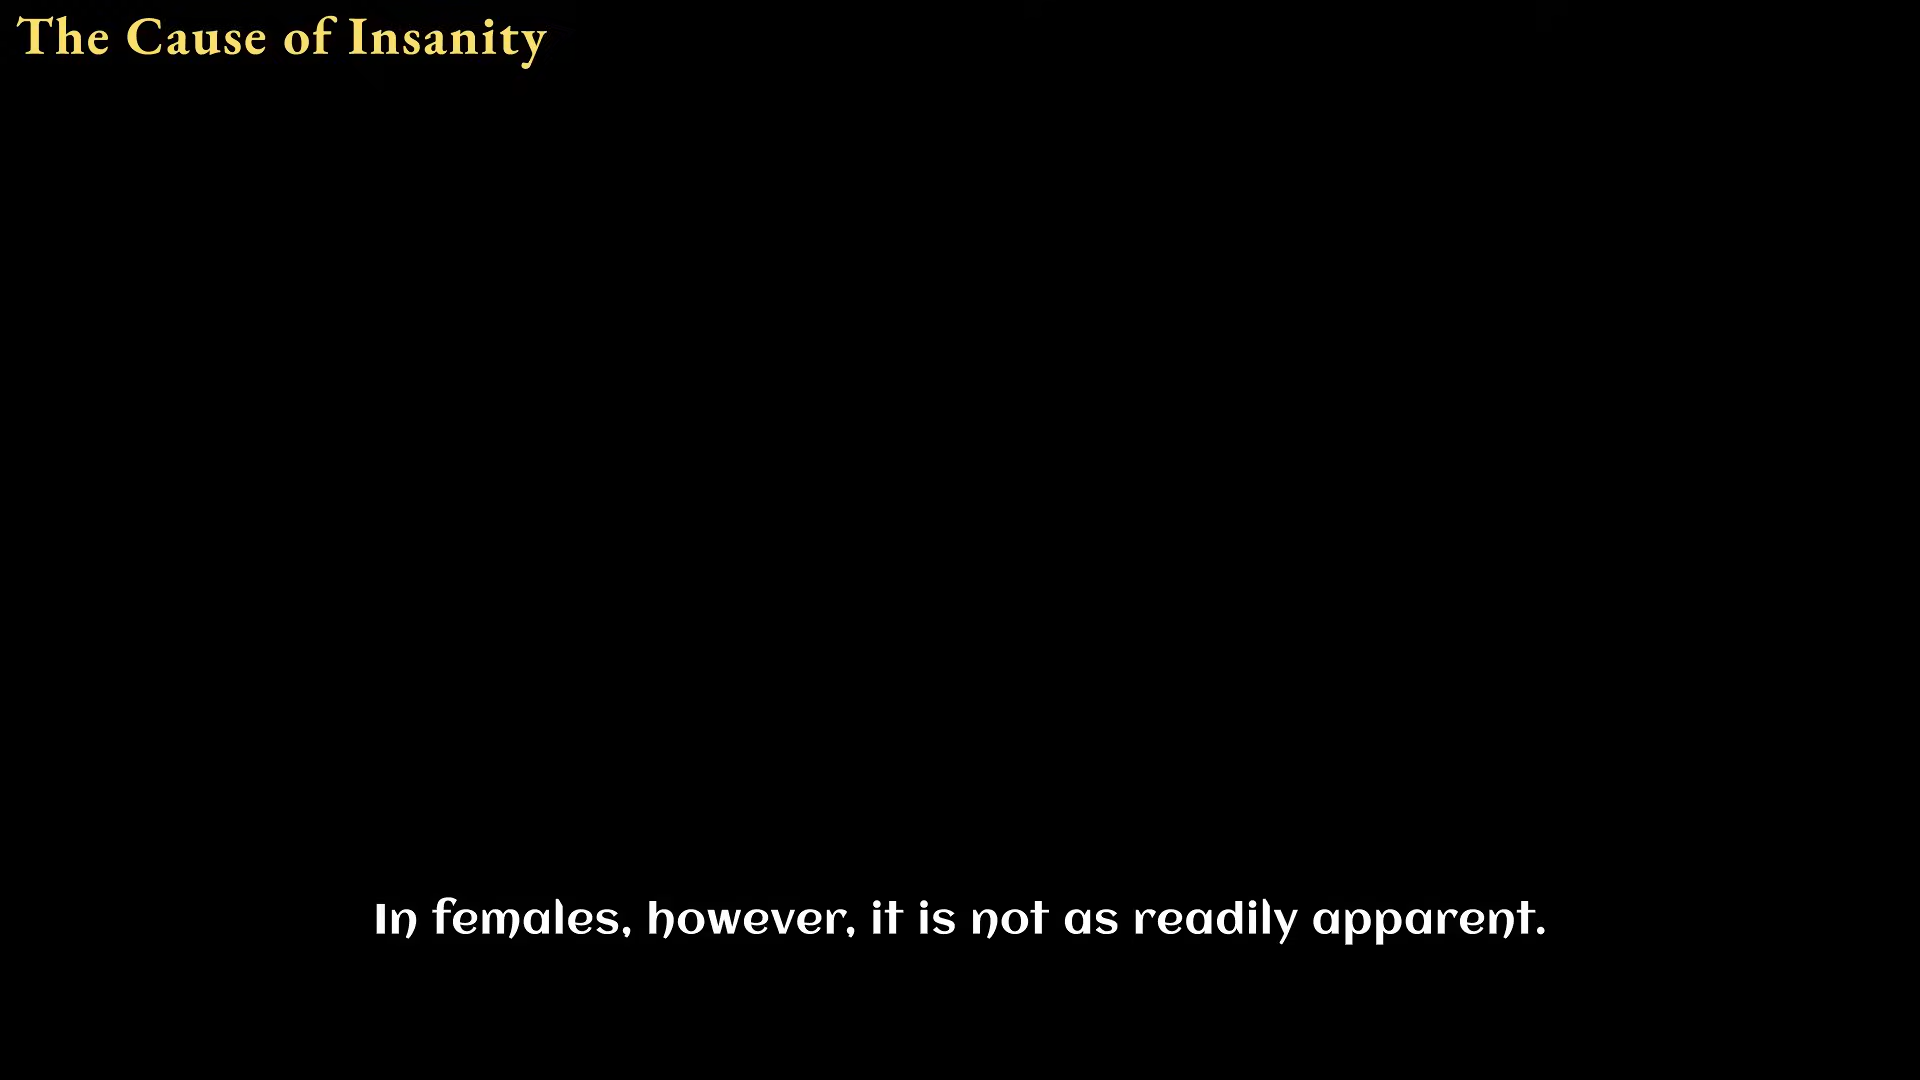 The Cause of Insanity
In females, however, it is not as readily apparent.